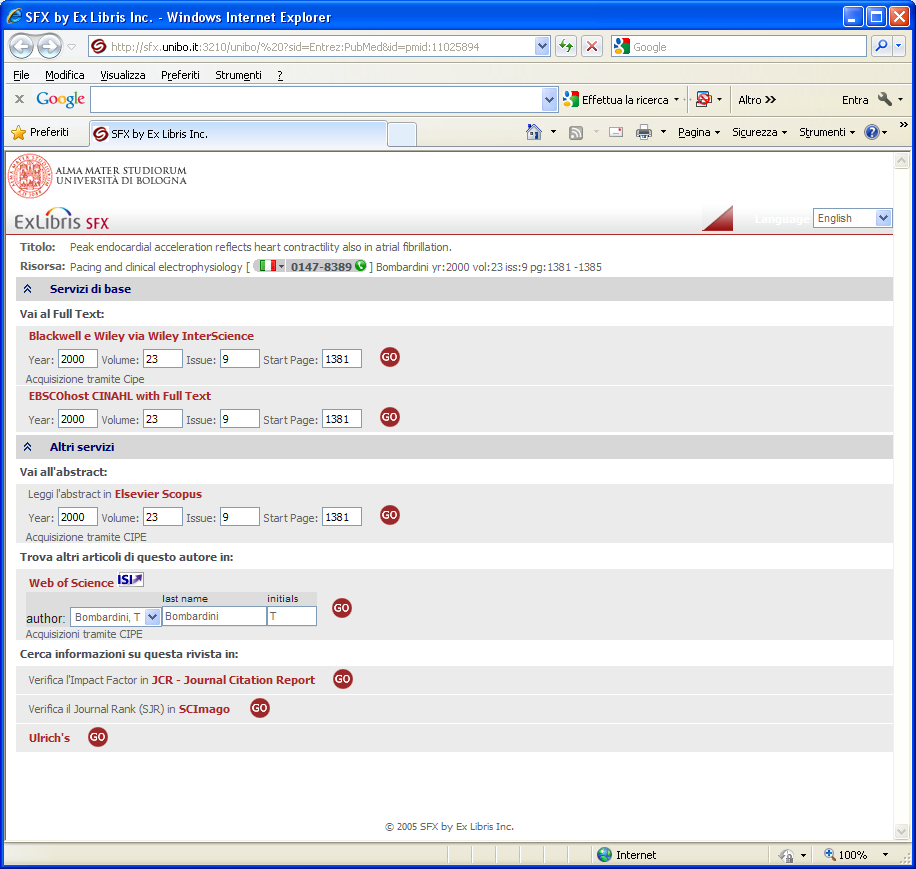 SFX by Ex Libris Inc. - Windows Internet Explorer
http://sfx.unibo.it:3210/unibo/%20?sid=Entrez:PubMed&id=pmid:11025894
Google
File Modifica Visualizza Preferiti Strumenti ?
x Google Effettua la ricerca Altro >> Entra
Preferiti SFX by Ex Libris Inc. Pagina Sicurezza Strumenti ? >>
ALMA MATER STUDIORUM
UNIVERSITÀ DI BOLOGNA
ExLibris SFX
Language English
Titolo: Peak endocardial acceleration reflects heart contractility also in atrial fibrillation.
Risorsa: Pacing and clinical electrophysiology [ 0147-8389 ] Bombardini yr:2000 vol:23 iss:9 pg:1381 -1385
Servizi di base
Vai al Full Text:
Blackwell e Wiley via Wiley InterScience
Year: 2000 Volume: 23 Issue: 9 Start Page: 1381 GO
Acquisizione tramite Cipe
EBSCOhost CINAHL with Full Text
Year: 2000 Volume: 23 Issue: 9 Start Page: 1381 GO
Altri servizi
Vai all'abstract:
Leggi l'abstract in Elsevier Scopus
Year: 2000 Volume: 23 Issue: 9 Start Page: 1381 GO
Acquisizione tramite CIPE
Trova altri articoli di questo autore in:
Web of Science ISI
last name initials
author: Bombardini, T Bombardini T GO
Acquisizioni tramite CIPE
Cerca informazioni su questa rivista in:
Verifica l'Impact Factor in JCR - Journal Citation Report GO
Verifica il Journal Rank (SJR) in SCImago GO
Ulrich's GO
© 2005 SFX by Ex Libris Inc.
Internet 100%